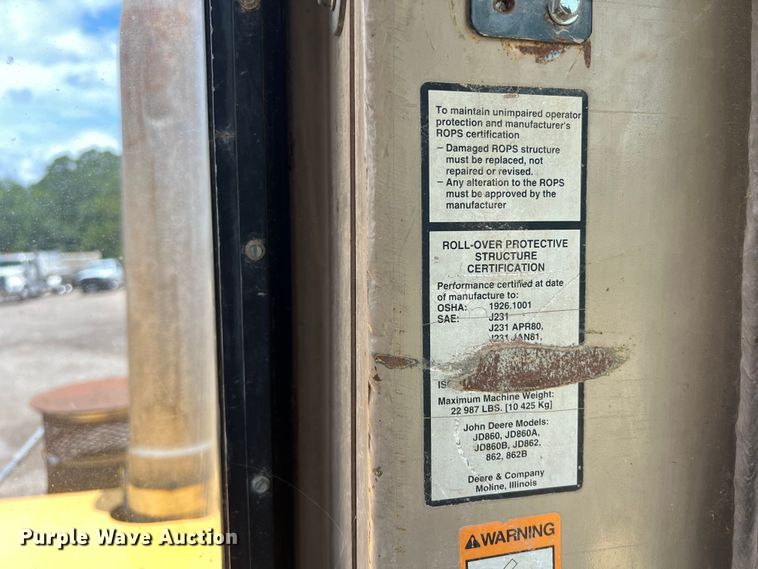 To maintain unimpaired operator
protection and manufacturer's
ROPS certification
– Damaged ROPS structure
must be replaced, not
repaired or revised.
– Any alteration to the ROPS
must be approved by the
manufacturer
ROLL-OVER PROTECTIVE
STRUCTURE
CERTIFICATION
Performance certified at date
of manufacture to:
OSHA: 1926.1001
SAE: J231
J231 APR80,
J231 JAN81,
Maximum Machine Weight:
22 987 LBS. [10 425 Kg]
John Deere Models:
JD860, JD860A,
JD860B, JD862,
862, 862B
Deere & Company
Moline, Illinois
WARNING
Purple Wave Auction